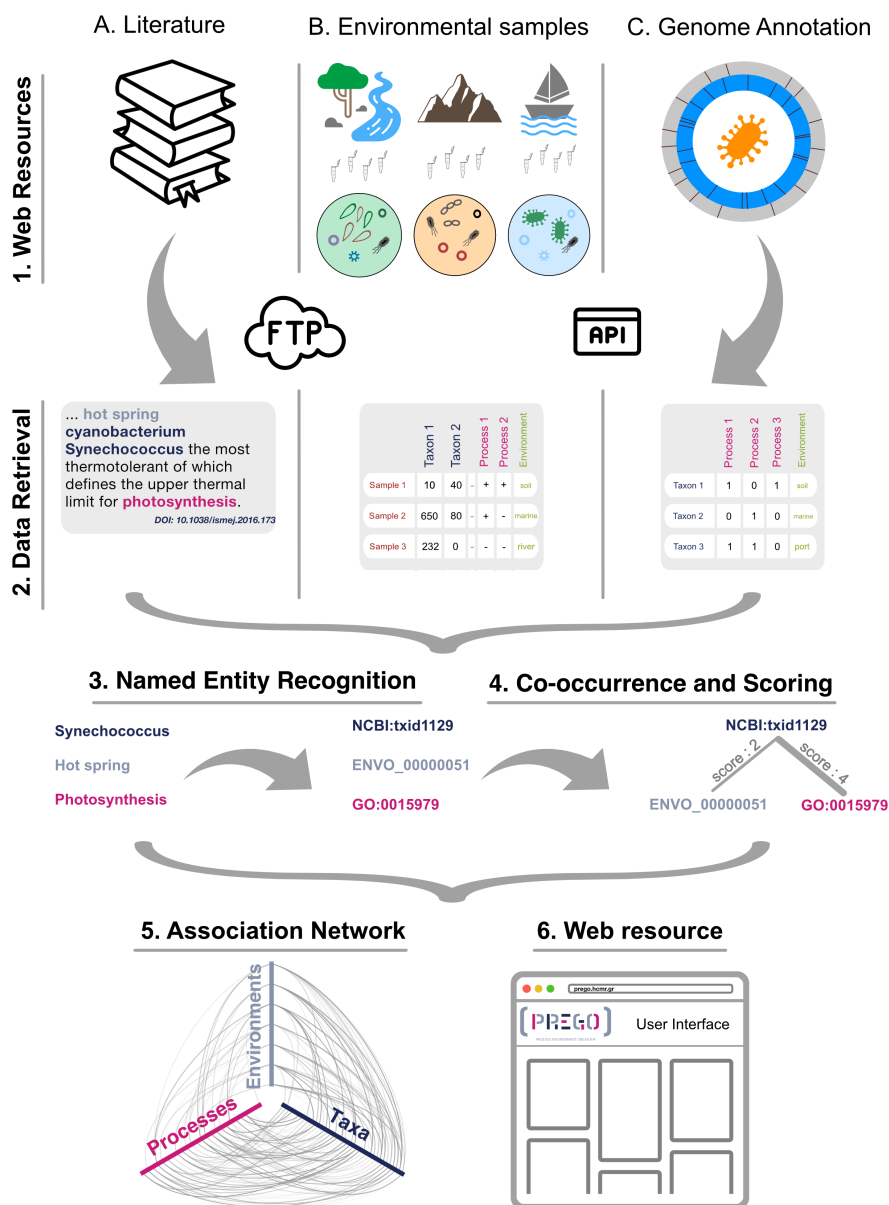 A. Literature
B. Environmental samples
C. Genome Annotation
1. Web Resources
FTP
API
2. Data Retrieval
... hot spring
cyanobacterium
Synechococcus the most
thermotolerant of which
defines the upper thermal
limit for photosynthesis.
DOI: 10.1038/ismej.2016.173
Taxon 1 Taxon 2 Process 1 Process 2 Environment
Sample 1 10 40 - + + soil
Sample 2 650 80 - + - marine
Sample 3 232 0 - - - river
Process 1 Process 2 Process 3 Environment
Taxon 1 1 0 1 soil
Taxon 2 0 1 0 marine
Taxon 3 1 1 0 port
3. Named Entity Recognition
Synechococcus
Hot spring
Photosynthesis
NCBI:txid1129
ENVO_00000051
GO:0015979
4. Co-occurrence and Scoring
NCBI:txid1129
score : 2
score : 4
ENVO_00000051
GO:0015979
5. Association Network
Environments
Processes
Taxa
6. Web resource
prego.hcmr.gr
[PREGO]
User Interface